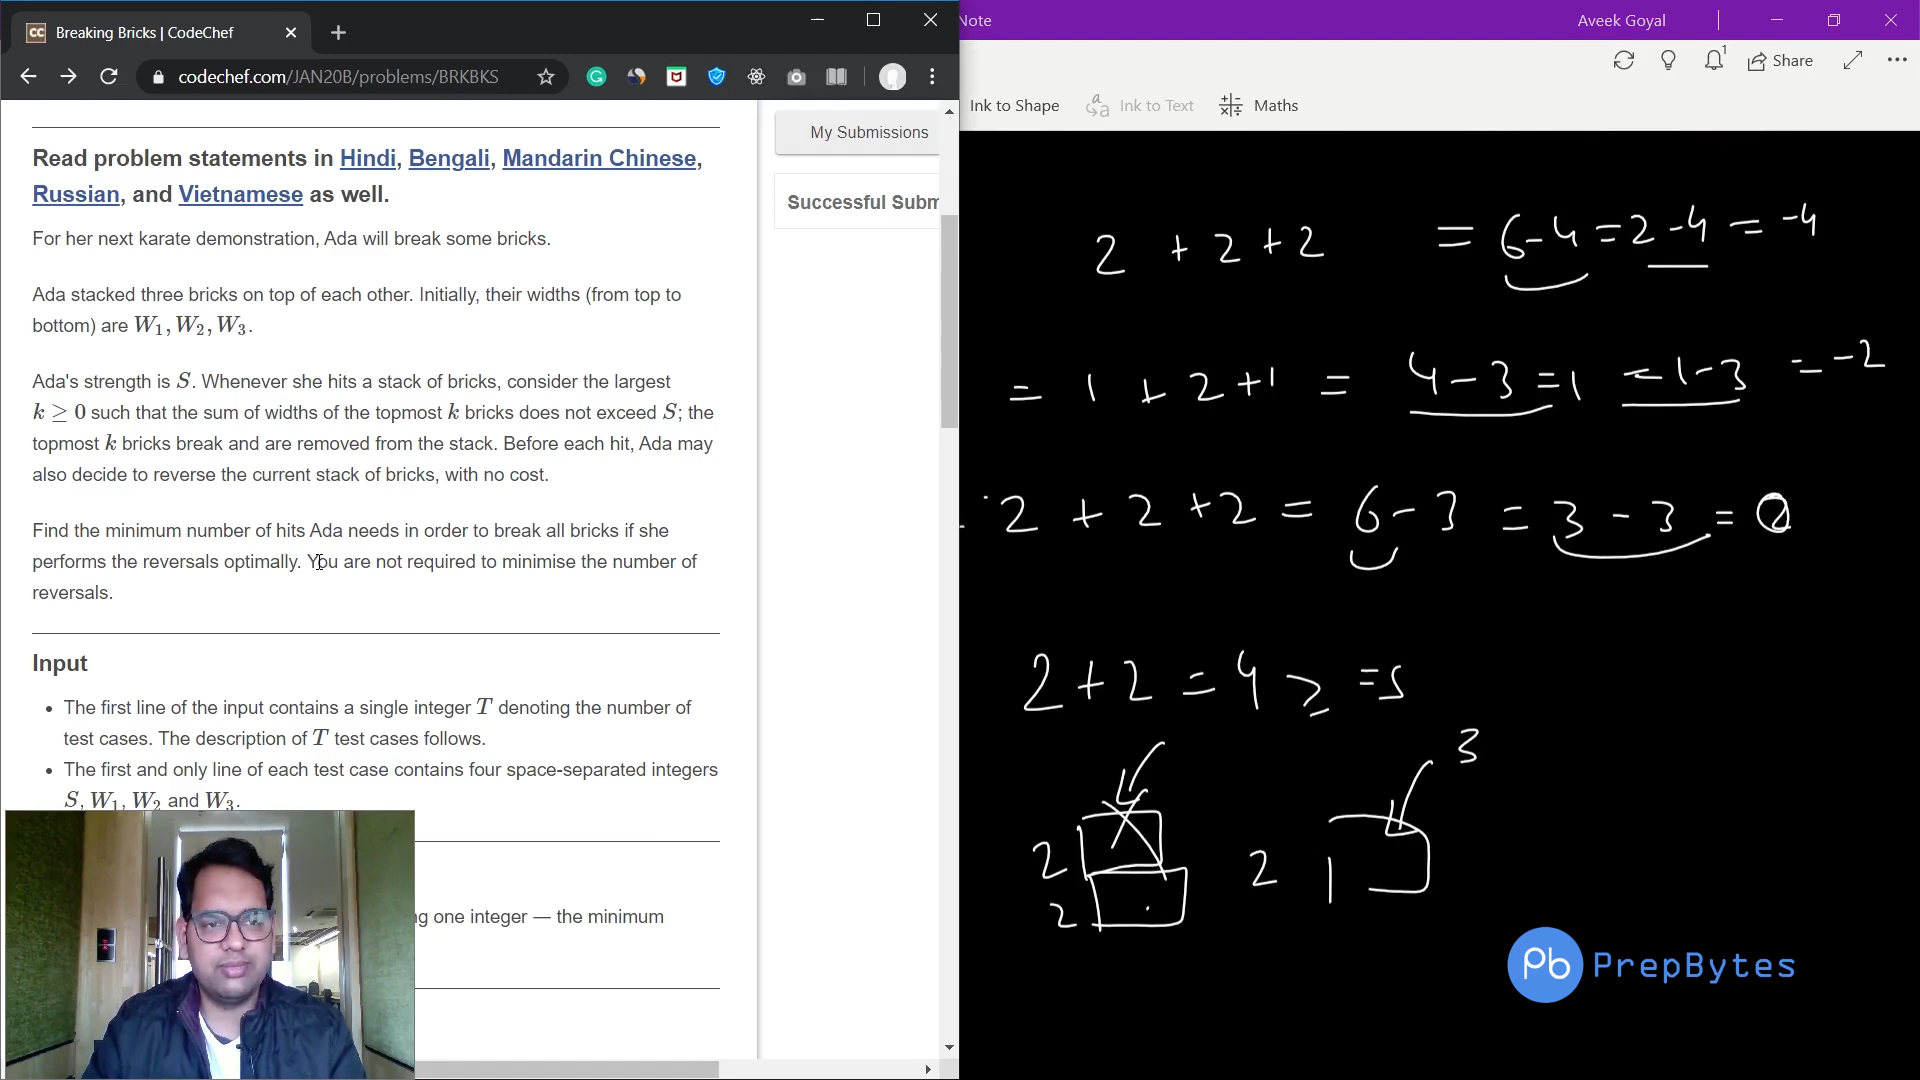 Breaking Bricks | CodeChef
codechef.com/JAN20B/problems/BRKBKS
Read problem statements in Hindi, Bengali, Mandarin Chinese,
Russian, and Vietnamese as well.
For her next karate demonstration, Ada will break some bricks.
Ada stacked three bricks on top of each other. Initially, their widths (from top to
bottom) are W1, W2, W3.
Ada's strength is S. Whenever she hits a stack of bricks, consider the largest
k ≥ 0 such that the sum of widths of the topmost k bricks does not exceed S; the
topmost k bricks break and are removed from the stack. Before each hit, Ada may
also decide to reverse the current stack of bricks, with no cost.
Find the minimum number of hits Ada needs in order to break all bricks if she
performs the reversals optimally. You are not required to minimise the number of
reversals.
Input
• The first line of the input contains a single integer T denoting the number of
test cases. The description of T test cases follows.
• The first and only line of each test case contains four space-separated integers
S, W1, W2 and W3.
one integer — the minimum
My Submissions
Successful
Note
Aveek Goyal
1
Share
Ink to Shape
Ink to Text
Maths
2 + 2 + 2 = 6-4 = 2-4 = -4
= 1 + 2 + 1 = 4-3 = 1 = 1-3 = -2
2 + 2 + 2 = 6-3 = 3-3 =
2 + 2 = 4 ≥ = S
3
2
2
2
Pb PrepBytes